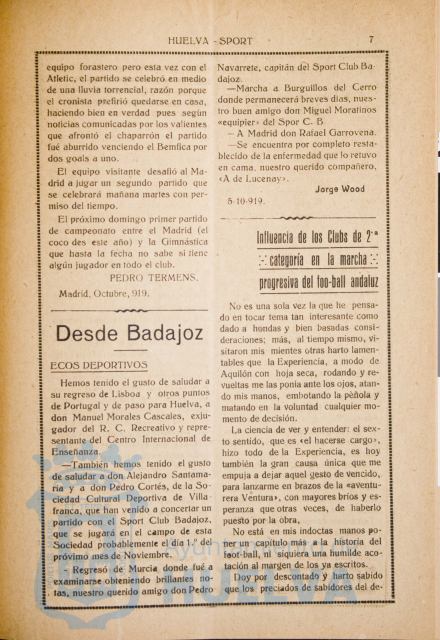 HUELVA - SPORT
7
equipo forastero pero esta vez con el
Atletic, el partido se celebró en medio
de una lluvia torrencial, razón porque
el cronista prefirió quedarse en casa,
haciendo bien en verdad pues según
noticias comunicadas por los valientes
que afrontó el chaparrón el partido
fué aburrido venciendo el Bemfica por
dos goals a uno.
El equipo visitante desafió al Ma-
drid a jugar un segundo partido que
se celebrará mañana martes con per-
miso del tiempo.
El próximo domingo primer partido
de campeonato entre el Madrid (el
coco des este año) y la Gimnástica
que hasta la fecha no sabe si tiene
algún jugador en todo el club.
PEDRO TERMENS.
Madrid, Octubre, 919.
Desde Badajoz
ECOS DEPORTIVOS
Hemos tenido el gusto de saludar a
su regreso de Lisboa y otros puntos
de Portugal y de paso para Huelva, a
don Manuel Morales Cascales, exju-
gador del R. C. Recreativo y repre-
sentante del Centro Internacional de
Enseñanza.
—También hemos tenido el gusto
de saludar a don Alejandro Santama-
ría y a don Pedro Cortés, de la So-
ciedad Cultural Deportiva de Villa-
franca, que han venido a concertar un
partido con el Sport Club Badajoz,
que se jugará en el campo de esta
Sociedad probablemente el día 1.º del
próximo mes de Noviembre.
- Regresó de Murcia donde fué a
examinarse obteniendo brillantes no-
tas, nuestro querido amigo don Pedro
Navarrete, capitán del Sport Club Ba-
dajoz.
—Marcha a Burguillos del Cerro
donde permanecerá breves días, nues-
tro buen amigo don Miguel Moratinos
«equipier» del Spor C. B.
— A Madrid don Rafael Garrovena.
—Se encuentra por completo resta-
blecido de la enfermedad que lo retuvo
en cama, nuestro querido compañero,
«A de Lucenay».
Jorge Wood
5-10-919.
Influencia de los Clubs de 2.ª
categoría en la marcha
progresiva del foo-ball andaluz
No es una sola vez la que he pensa-
do en tocar tema tan interesante como
dado a hondas y bien basadas consi-
deraciones; más, al tiempo mismo, vi-
sitaron mis mientes otras harto lamen-
tables que la Experiencia, a modo de
Aquilón con hoja seca, rodando y re-
vueltas me las ponia ante los ojos, atan-
do mis manos, embotando la péñola y
matando en la voluntad cualquier mo-
mento de decisión.
La ciencia de ver y entender: el sex-
to sentido, que es «el hacerse cargo»,
hizo todo de la Experiencia, es hoy
también la gran causa única que me
empuja a dejar aquel gesto de vencido,
para lanzarme en brazos de la «aventu-
rera Ventura», con mayores bríos y es-
peranza que otras veces, de haberlo
puesto por la obra,
No está en mis indoctas manos po-
ner un capítulo más a la historia del
foot-ball, ni siquiera una humilde aco-
tación al margen de los ya escritos.
Doy por descontado y harto sabido
que los preciados de sabidores del de-